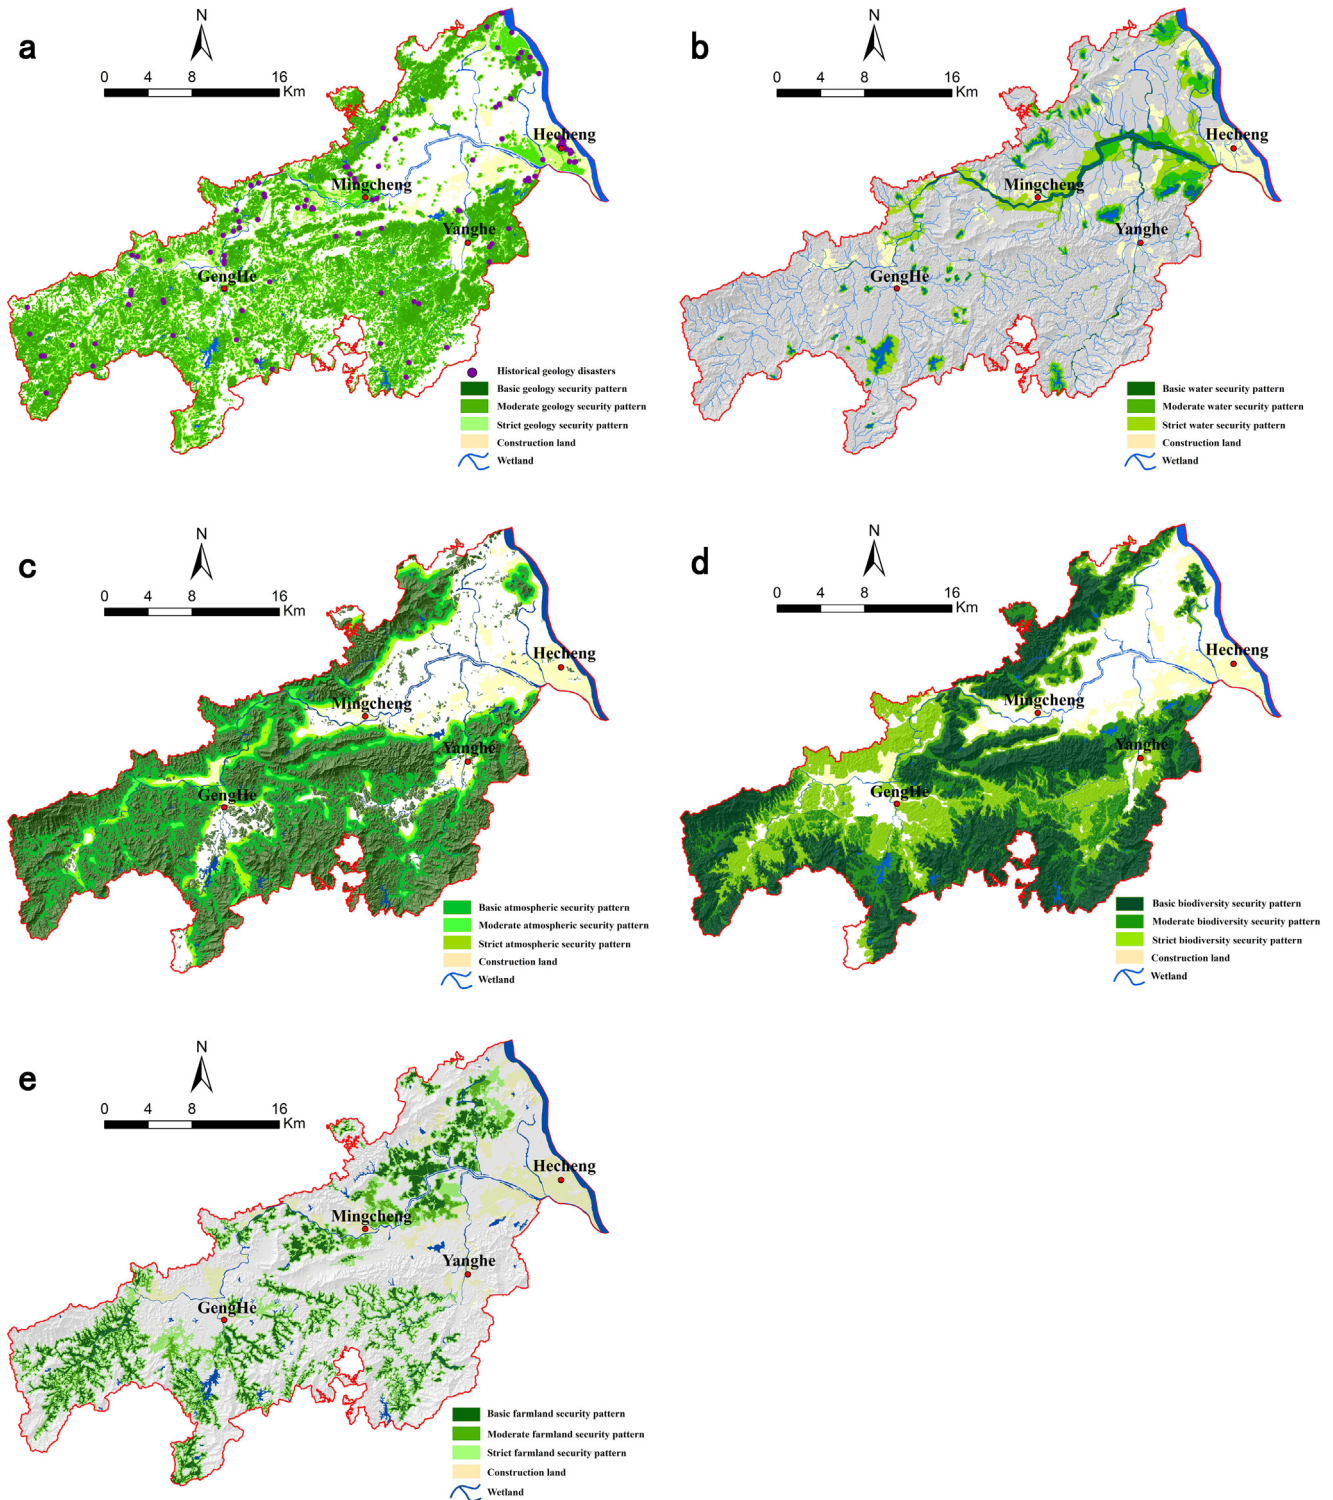 a
N
0 4 8 16
Km
Hecheng
Mingcheng
Yanghe
GengHe
Historical geology disasters
Basic geology security pattern
Moderate geology security pattern
Strict geology security pattern
Construction land
Wetland
b
N
0 4 8 16
Km
Hecheng
Mingcheng
Yanghe
GengHe
Basic water security pattern
Moderate water security pattern
Strict water security pattern
Construction land
Wetland
c
N
0 4 8 16
Km
Hecheng
Mingcheng
Yanghe
GengHe
Basic atmospheric security pattern
Moderate atmospheric security pattern
Strict atmospheric security pattern
Construction land
Wetland
d
N
0 4 8 16
Km
Hecheng
Mingcheng
Yanghe
GengHe
Basic biodiversity security pattern
Moderate biodiversity security pattern
Strict biodiversity security pattern
Construction land
Wetland
e
N
0 4 8 16
Km
Hecheng
Mingcheng
Yanghe
GengHe
Basic farmland security pattern
Moderate farmland security pattern
Strict farmland security pattern
Construction land
Wetland